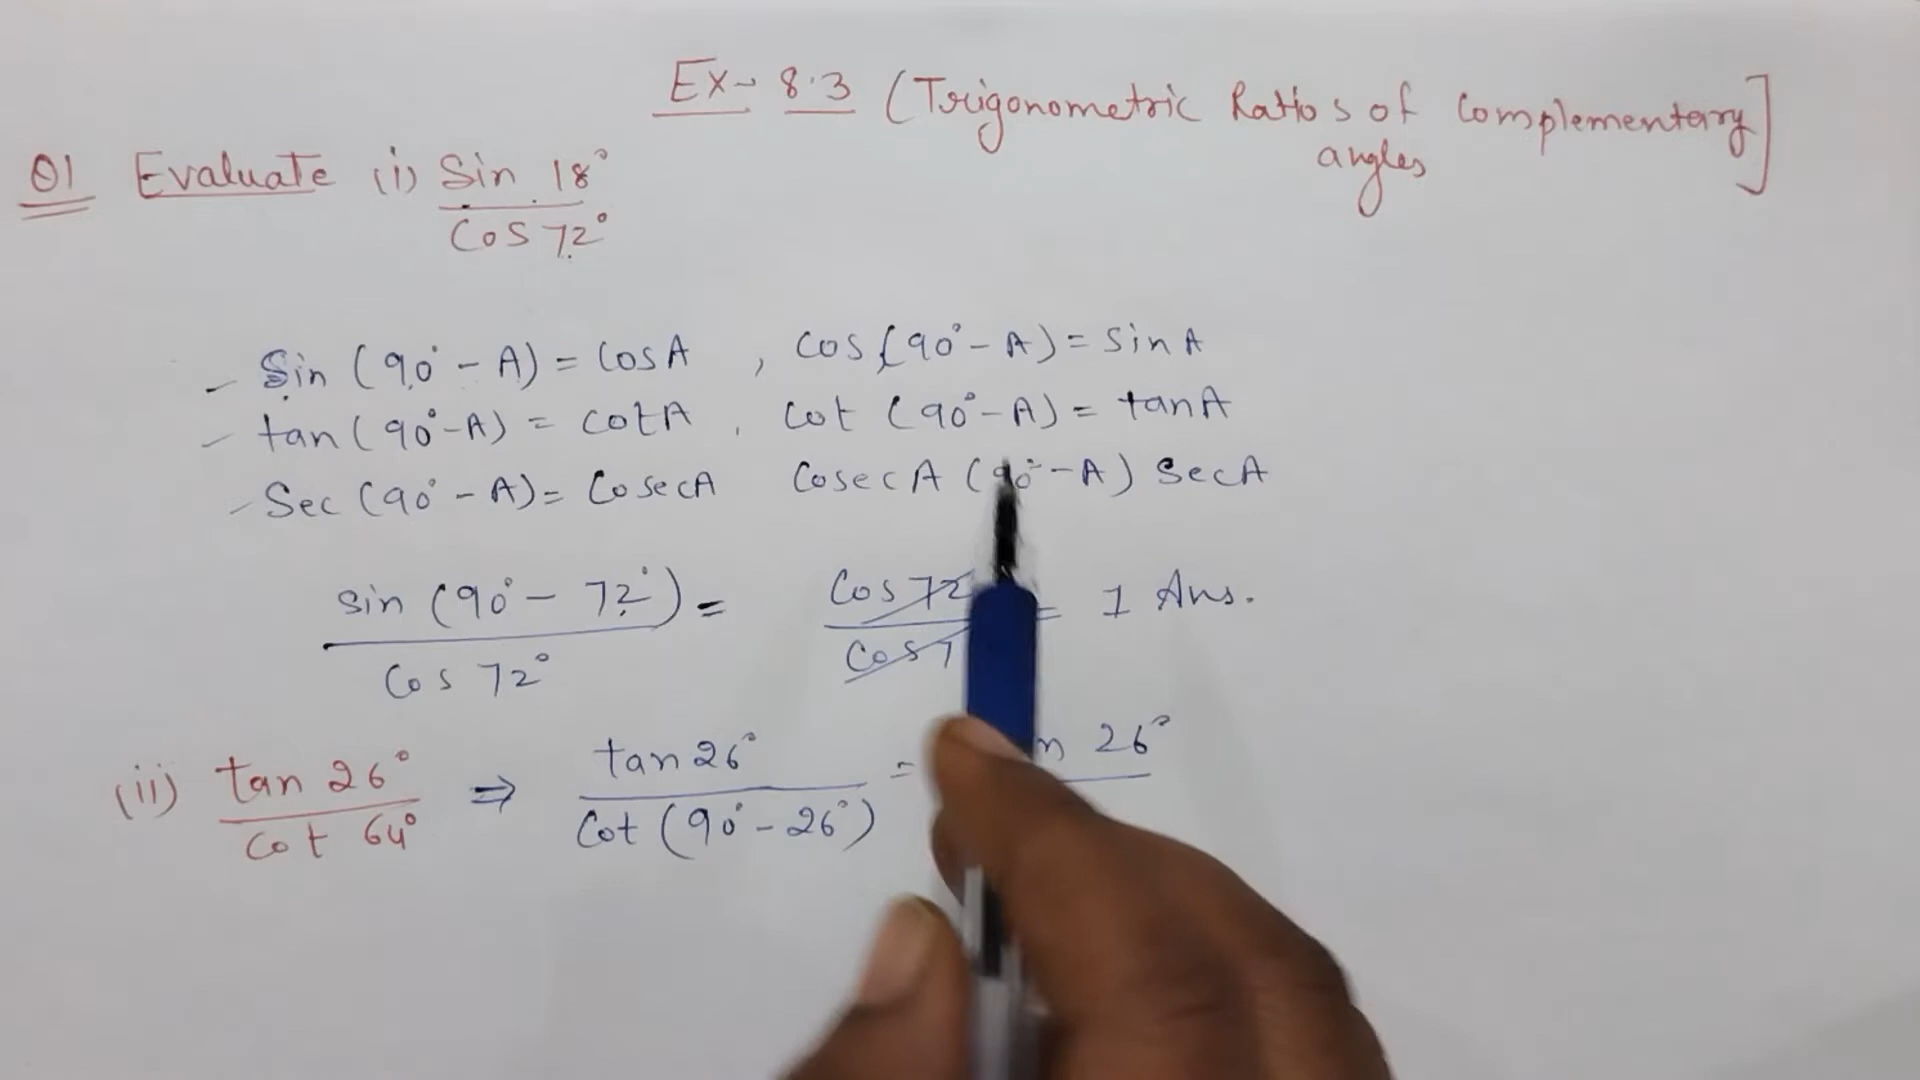 Ex- 8.3 (Trigonometric Ratios of Complementary angles]
Q1 Evaluate (i) Sin 18° / Cos 72°
- Sin (90° - A) = Cos A , Cos (90° - A) = Sin A
- tan (90° - A) = Cot A , Cot (90° - A) = tan A
- Sec (90° - A) = Cosec A Cosec A (90° - A) Sec A
sin (90° - 72°) / Cos 72° = Cos 72 / Cos 7 = 1 Ans.
(ii) tan 26° / Cot 64° ⇒ tan 26° / Cot (90° - 26°) = n 26°